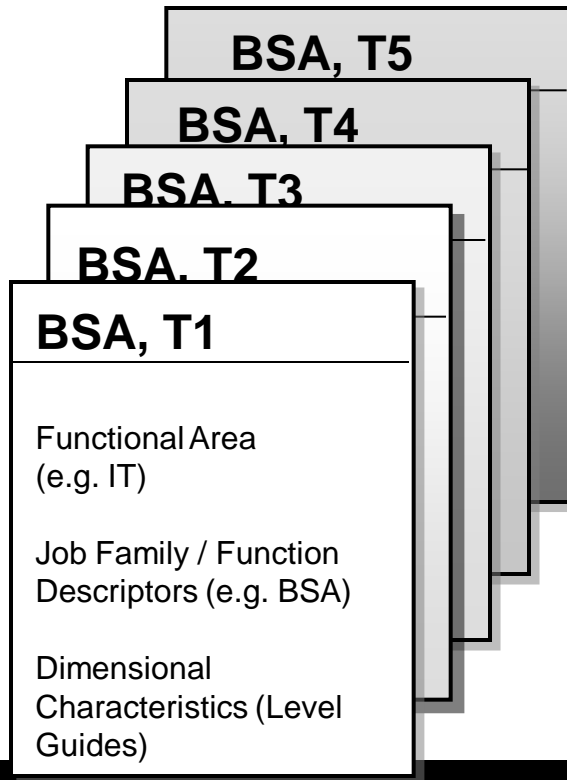 BSA, T5
BSA, T4
BSA, T3
BSA, T2
BSA, T1
Functional Area
(e.g. IT)
Job Family / Function
Descriptors (e.g. BSA)
Dimensional
Characteristics (Level
Guides)